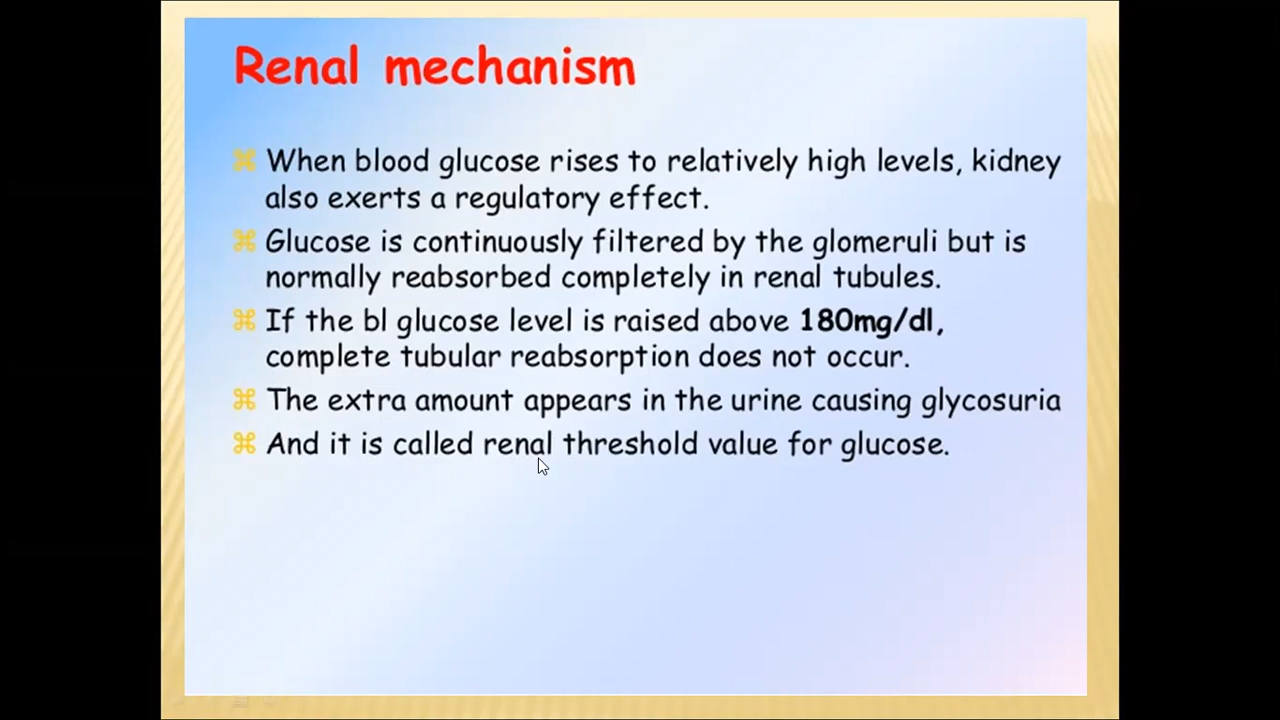 Renal mechanism
⌘ When blood glucose rises to relatively high levels, kidney
also exerts a regulatory effect.
⌘ Glucose is continuously filtered by the glomeruli but is
normally reabsorbed completely in renal tubules.
⌘ If the bl glucose level is raised above 180mg/dl,
complete tubular reabsorption does not occur.
⌘ The extra amount appears in the urine causing glycosuria
⌘ And it is called renal threshold value for glucose.